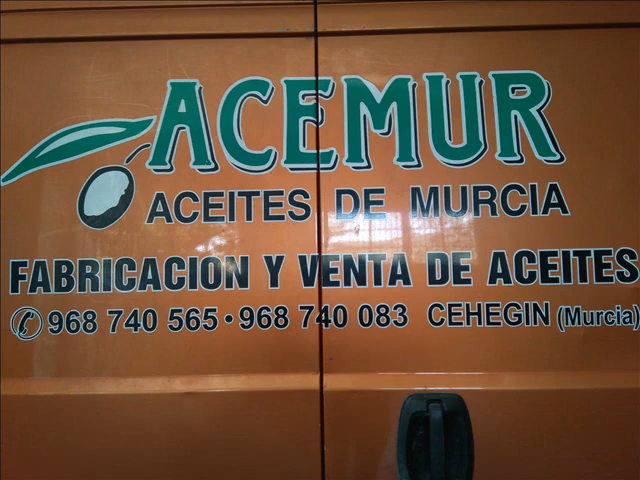 ACEMUR
ACEITES DE MURCIA
FABRICACION Y VENTA DE ACEITES
968 740 565 • 968 740 083 CEHEGIN (Murcia)